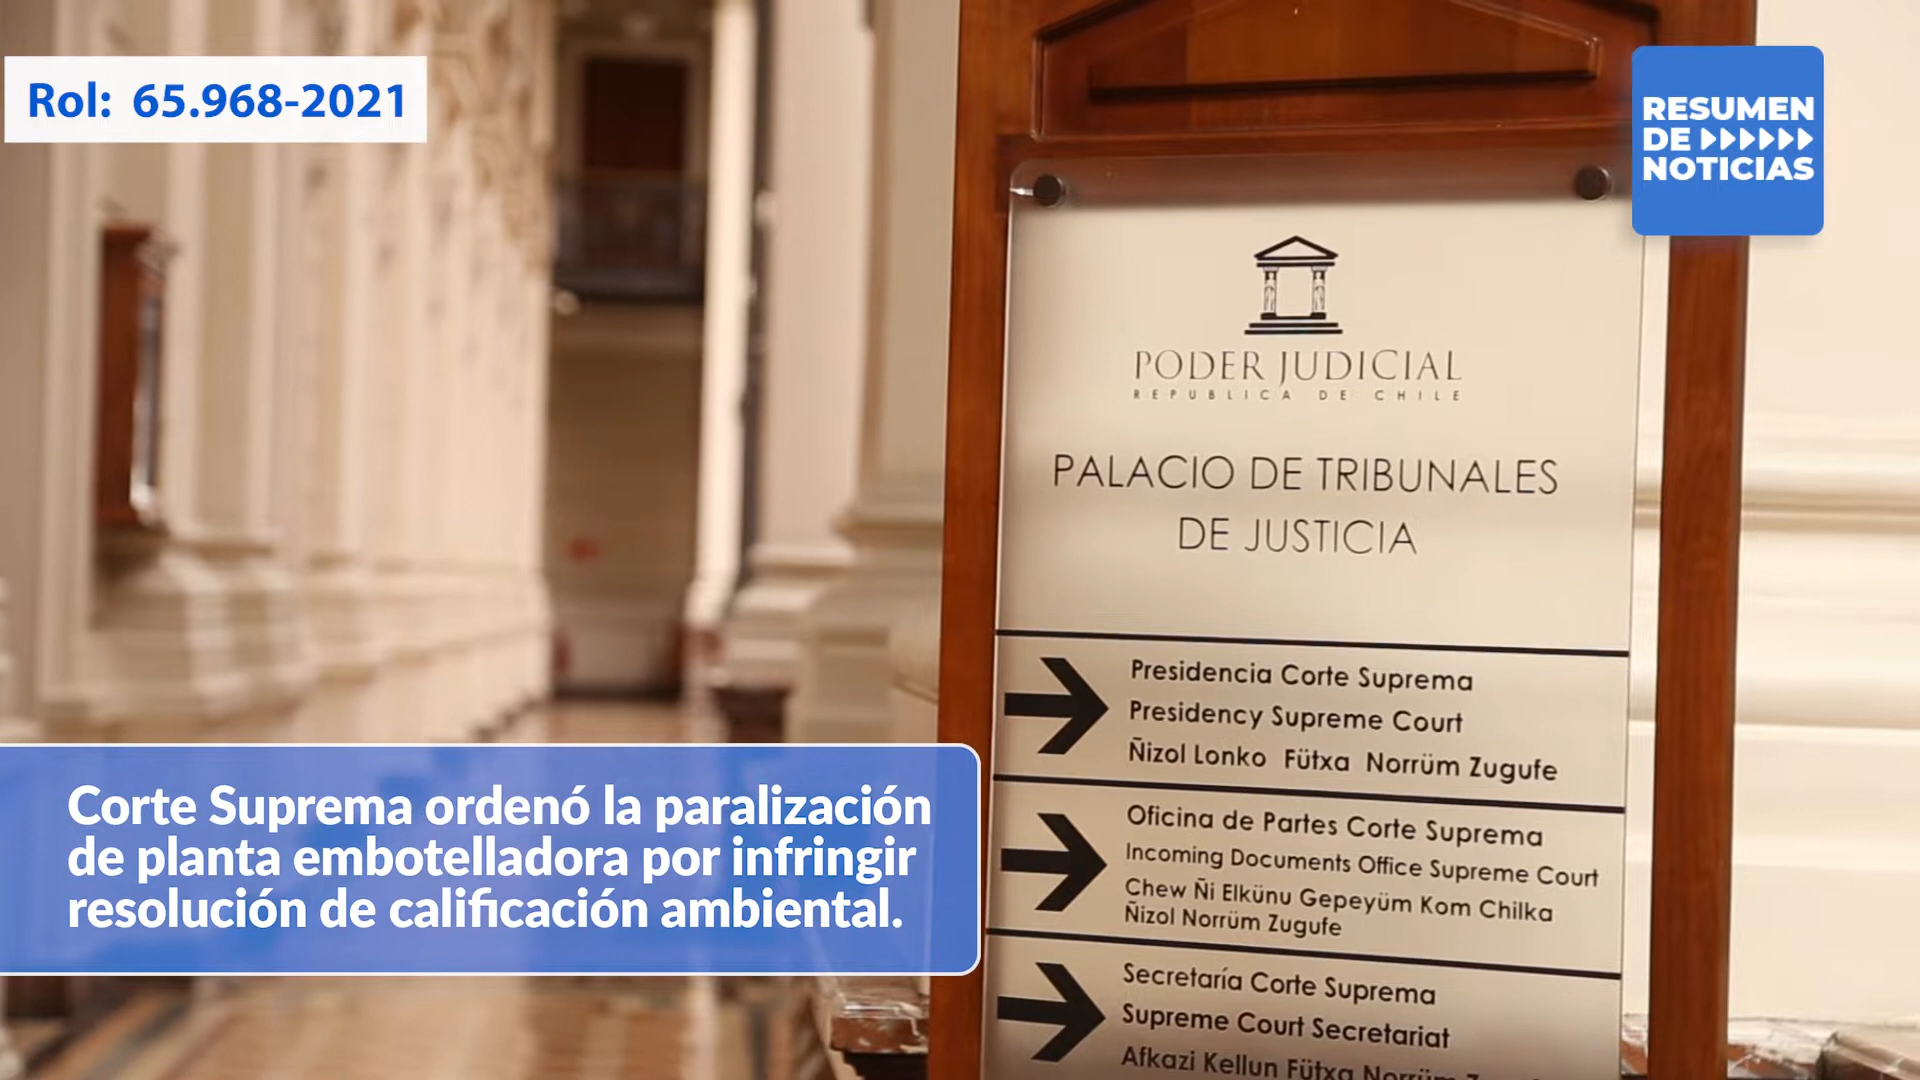 Rol: 65.968-2021
RESUMEN
DE
NOTICIAS
PODER JUDICIAL
REPUBLICA DE CHILE
PALACIO DE TRIBUNALES
DE JUSTICIA
Presidencia Corte Suprema
Presidency Supreme Court
Ñizol Lonko Fütxa Norrüm Zugufe
Oficina de Partes Corte Suprema
Incoming Documents Office Supreme Court
Chew Ñi Elkünu Gepeyüm Kom Chilka
Ñizol Norrüm Zugufe
Secretaría Corte Suprema
Supreme Court Secretariat
Afkazi Kellun Fütxa Norrüm
Corte Suprema ordenó la paralización
de planta embotelladora por infringir
resolución de calificación ambiental.